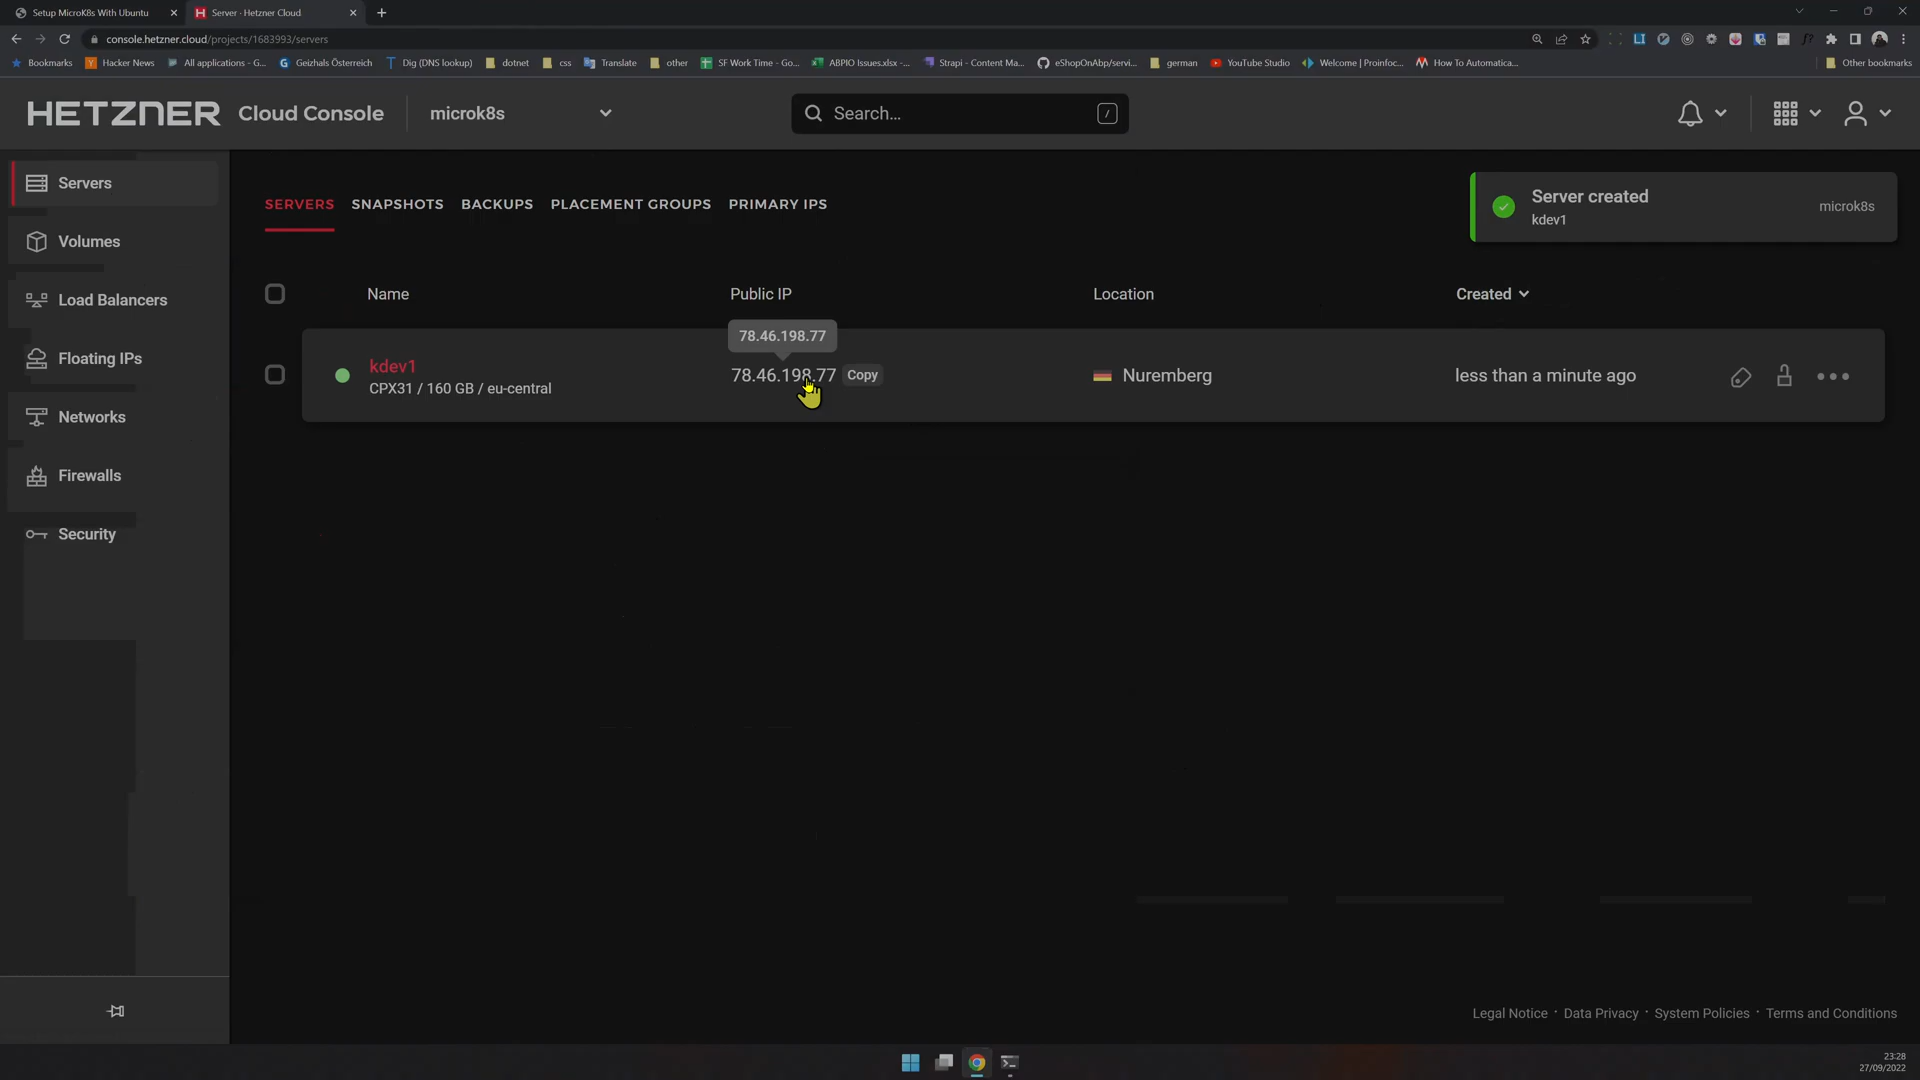 Setup MicroK8s With Ubuntu
Server · Hetzner Cloud
console.hetzner.cloud/projects/1683993/servers
Bookmarks
Hacker News
All applications - G...
Geizhals Österreich
Dig (DNS lookup)
dotnet
css
Translate
other
SF Work Time - Go...
ABPIO Issues.xlsx -...
Strapi - Content Ma...
eShopOnAbp/servi...
german
YouTube Studio
Welcome | Proinfoc...
How To Automatica...
Other bookmarks
HETZNER Cloud Console
microk8s
Search...
/
Servers
Volumes
Load Balancers
Floating IPs
Networks
Firewalls
Security
SERVERS SNAPSHOTS BACKUPS PLACEMENT GROUPS PRIMARY IPS
Server created
kdev1
microk8s
Name Public IP Location Created
78.46.198.77
kdev1
CPX31 / 160 GB / eu-central
78.46.198.77 Copy
Nuremberg
less than a minute ago
Legal Notice · Data Privacy · System Policies · Terms and Conditions
23:28
27/09/2022